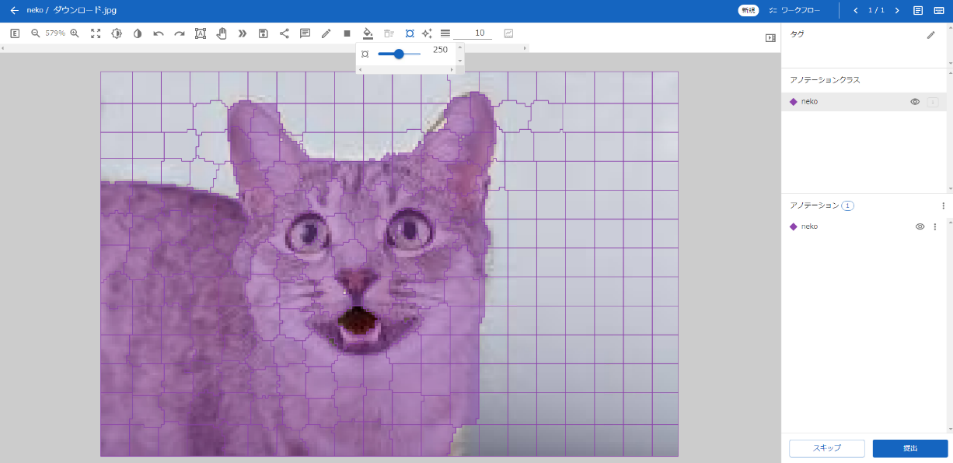 neko / ダウンロード.jpg
新規
ワークフロー
1 / 1
579%
10
250
タグ
アノテーションクラス
neko
アノテーション 1
neko
スキップ
提出